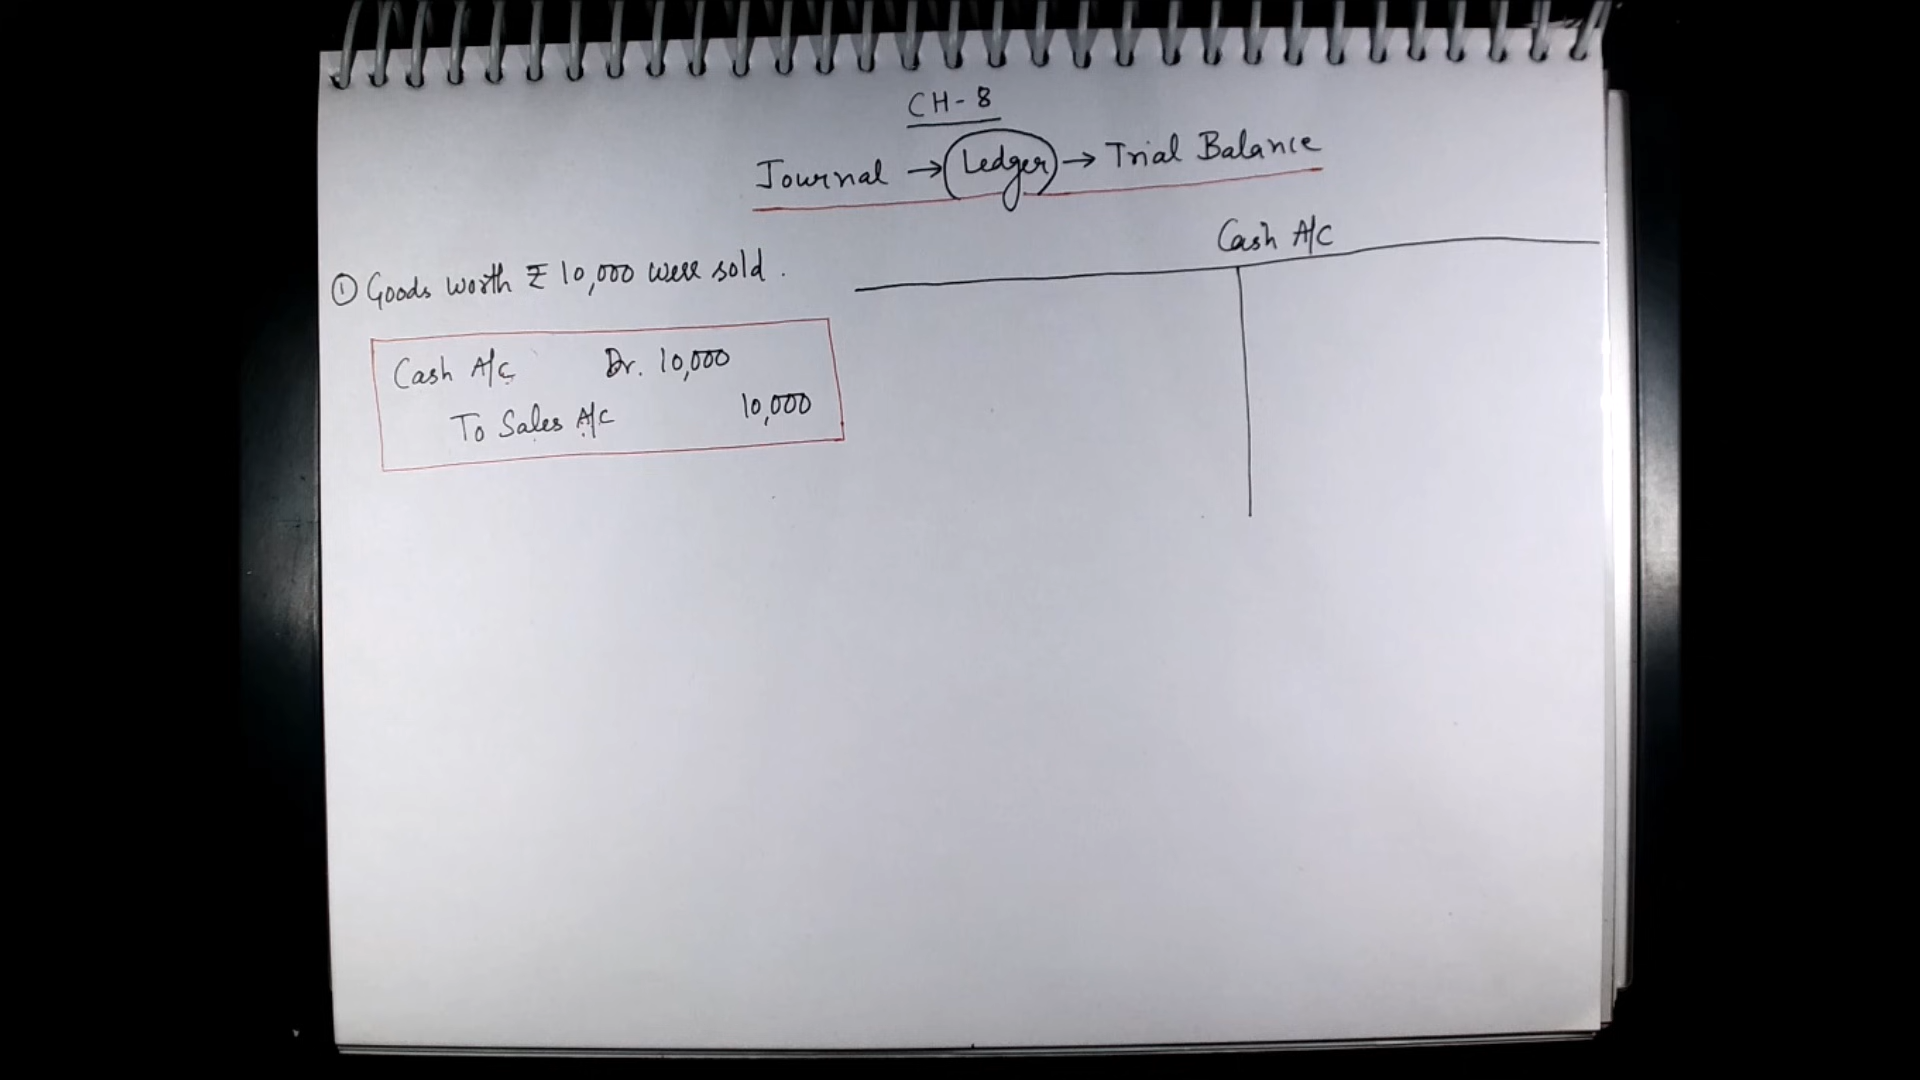 CH-8
Journal → Ledger → Trial Balance
① Goods worth ₹ 10,000 were sold.
Cash A/c Dr. 10,000
To Sales A/c 10,000
Cash A/c